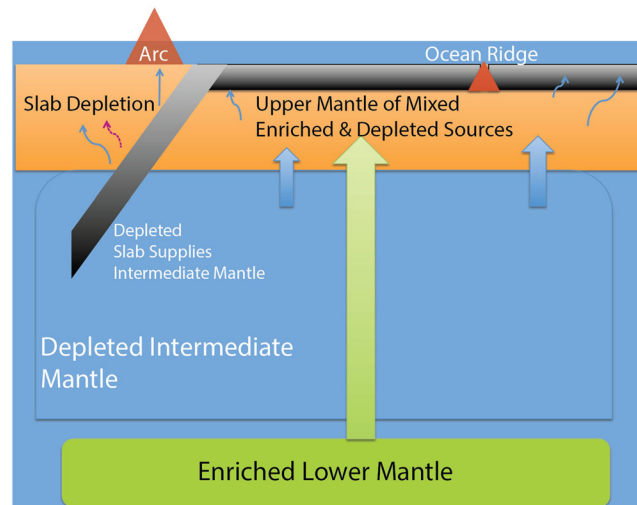 Arc
Ocean Ridge
Slab Depletion
Upper Mantle of Mixed
Enriched & Depleted Sources
Depleted
Slab Supplies
Intermediate Mantle
Depleted Intermediate
Mantle
Enriched Lower Mantle